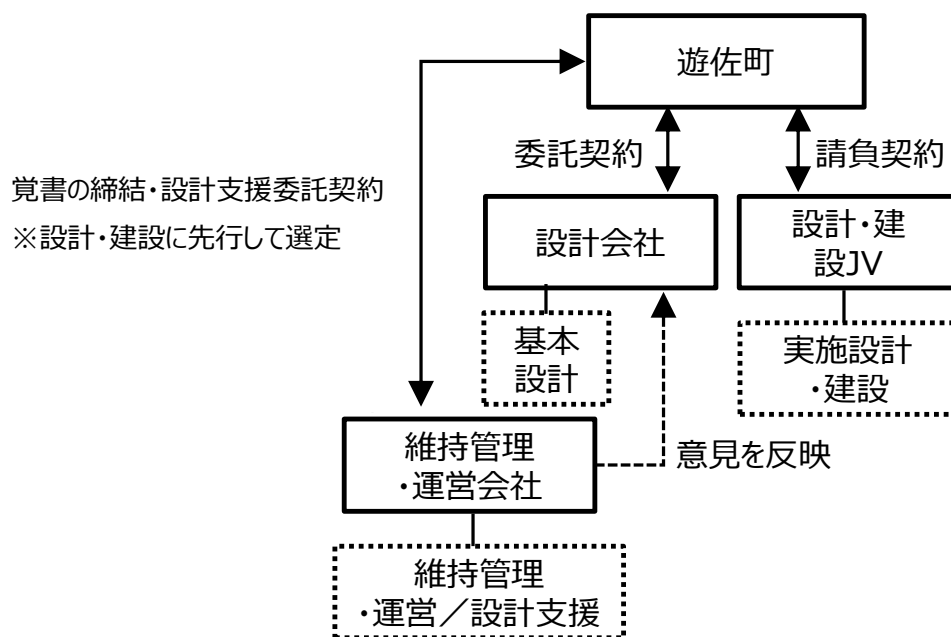 遊佐町
委託契約
請負契約
覚書の締結・設計支援委託契約
※設計・建設に先行して選定
設計会社
設計・建
設JV
基本
設計
実施設計
・建設
維持管理
・運営会社
意見を反映
維持管理
・運営／設計支援